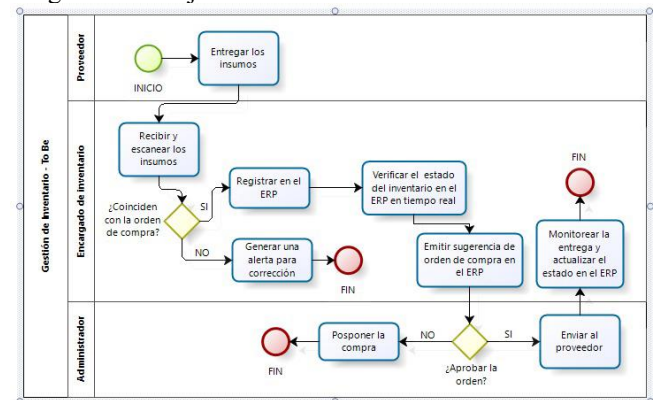 Gestión de Inventario - To Be
Proveedor
INICIO
Entregar los
insumos
Encargado de inventario
Recibir y
escanear los
insumos
¿Coinciden
con la orden
de compra?
SI
Registrar en el
ERP
Verificar el estado
del inventario en el
ERP en tiempo real
NO
Generar una
alerta para
corrección
FIN
Emitir sugerencia de
orden de compra en
el ERP
FIN
Monitorear la
entrega y
actualizar el
estado en el ERP
Administrador
FIN
Posponer la
compra
NO
¿Aprobar la
orden?
SI
Enviar al
proveedor